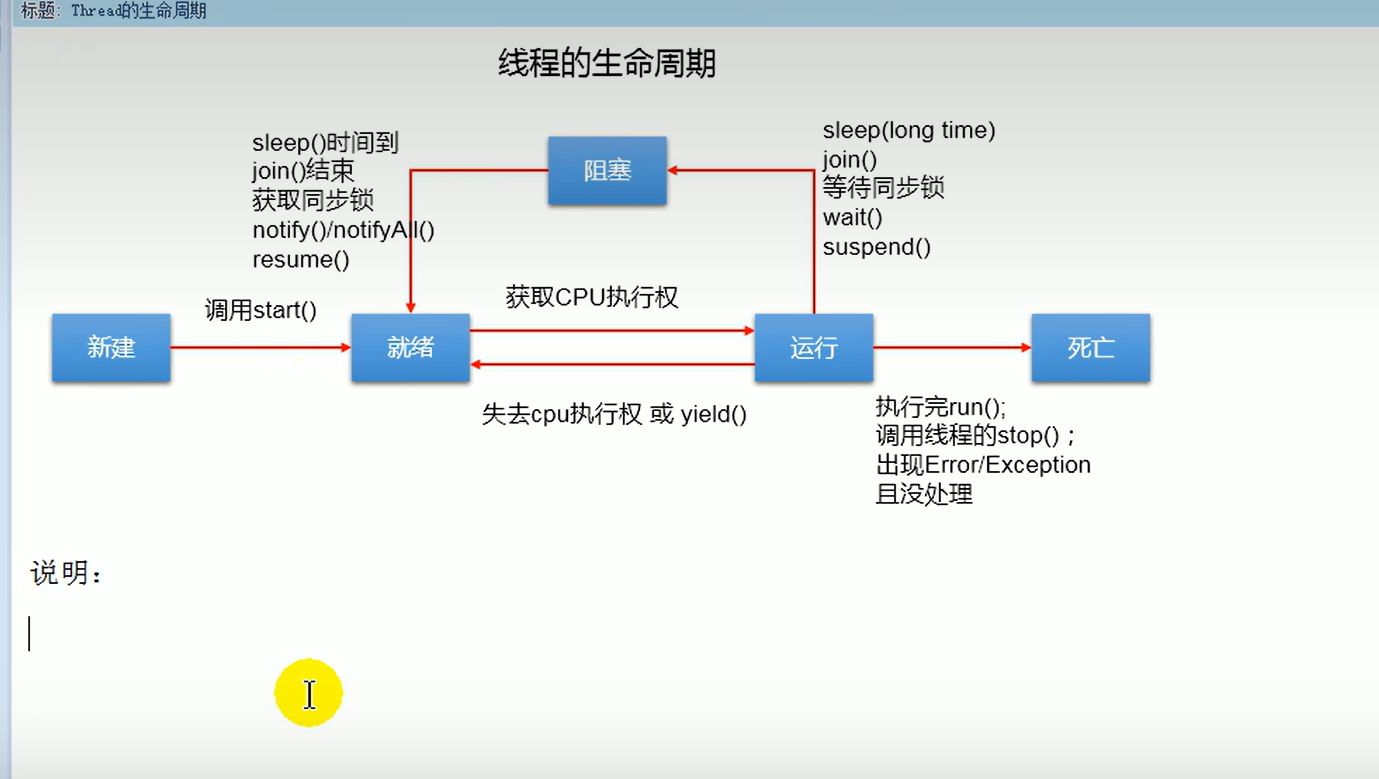 标题: Thread的生命周期
线程的生命周期
sleep()时间到
join()结束
获取同步锁
notify()/notifyAll()
resume()
阻塞
sleep(long time)
join()
等待同步锁
wait()
suspend()
调用start()
获取CPU执行权
新建
就绪
运行
死亡
失去cpu执行权 或 yield()
执行完run();
调用线程的stop() ;
出现Error/Exception
且没处理
说明: